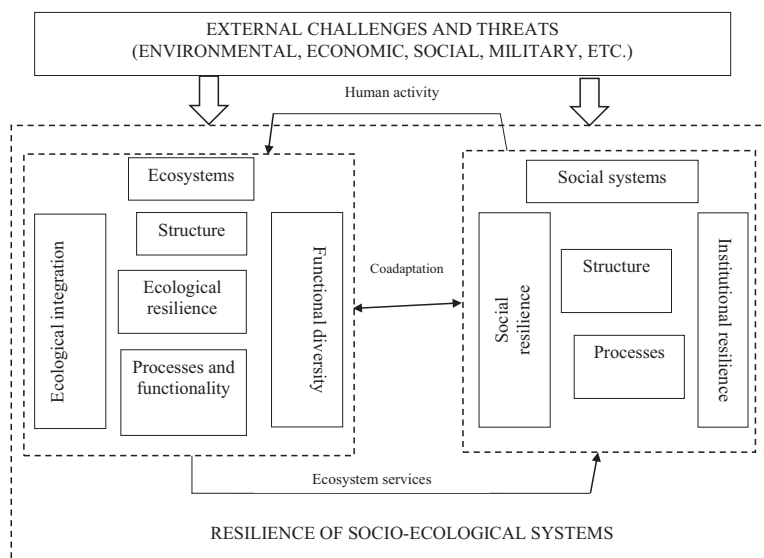 EXTERNAL CHALLENGES AND THREATS
(ENVIRONMENTAL, ECONOMIC, SOCIAL, MILITARY, ETC.)
Human activity
Ecosystems
Structure
Ecological integration
Ecological
resilience
Functional diversity
Processes and
functionality
Coadaptation
Social systems
Social
resilience
Structure
Processes
Institutional resilience
Ecosystem services
RESILIENCE OF SOCIO-ECOLOGICAL SYSTEMS